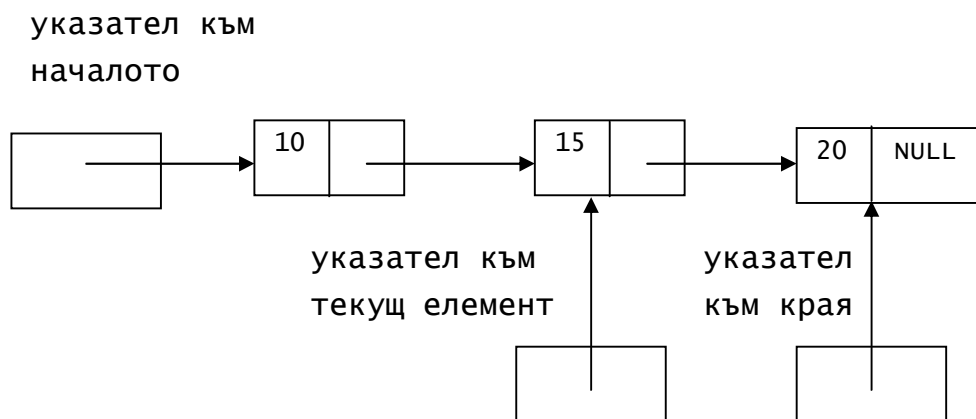 указател към
началото
10
15
20 NULL
указател към
текущ елемент
указател
към края